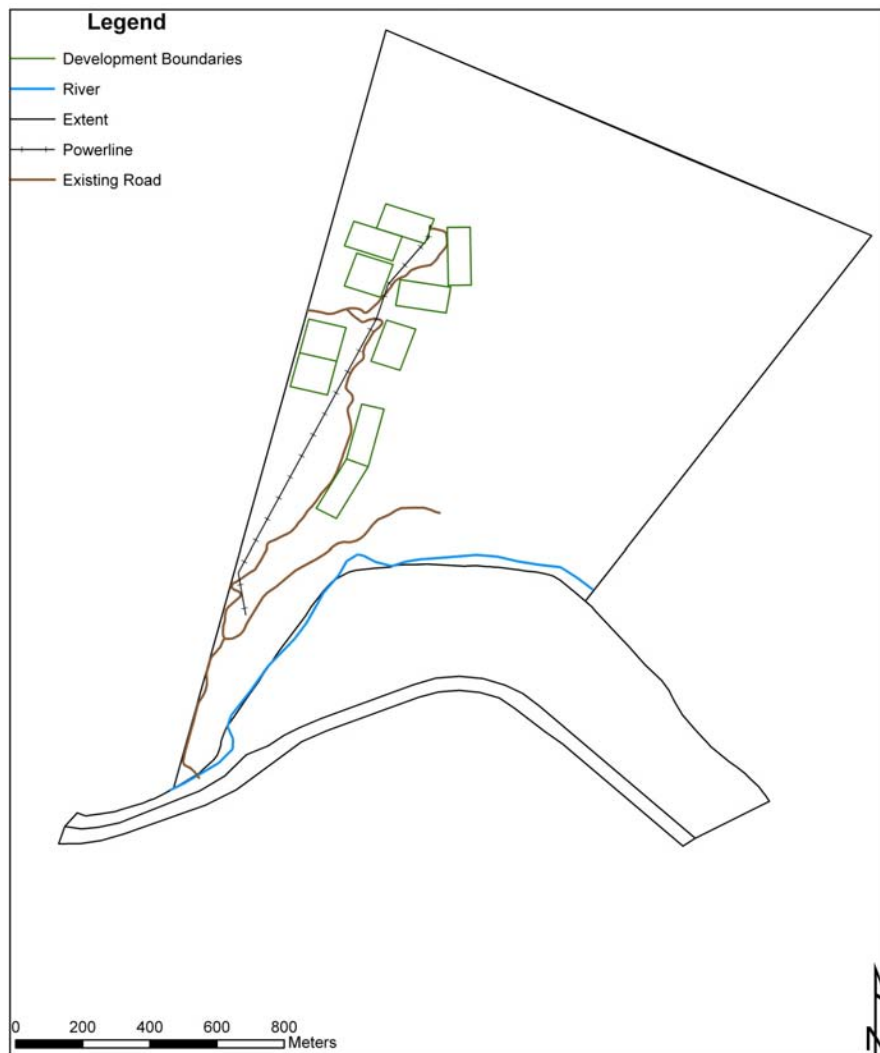 Legend
Development Boundaries
River
Extent
Powerline
Existing Road
0 200 400 600 800
Meters
N